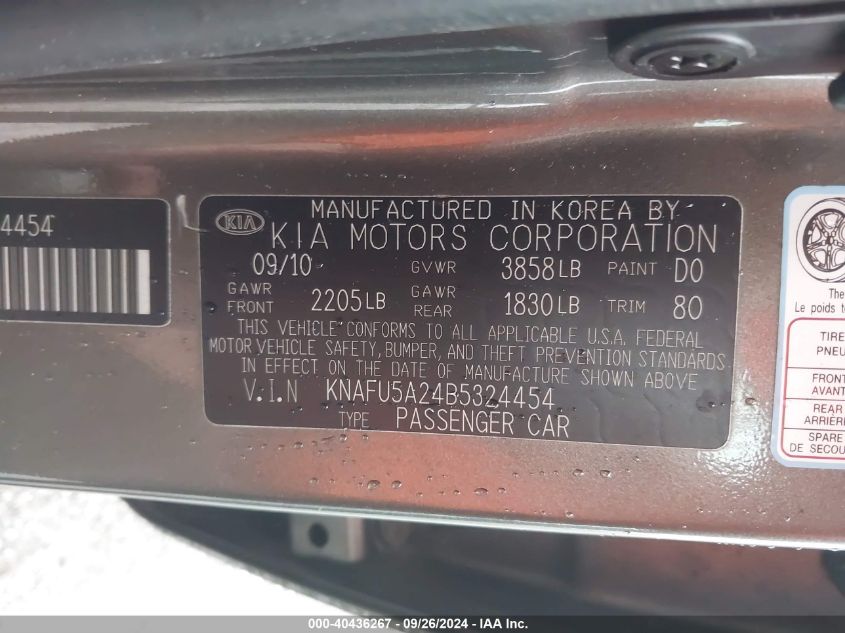 4454
KIA
MANUFACTURED IN KOREA BY
KIA MOTORS CORPORATION
09/10 GVWR 3858LB PAINT D0
GAWR FRONT 2205LB GAWR REAR 1830LB TRIM 80
THIS VEHICLE CONFORMS TO ALL APPLICABLE U.S.A. FEDERAL
MOTOR VEHICLE SAFETY, BUMPER, AND THEFT PREVENTION STANDARDS
IN EFFECT ON THE DATE OF MANUFACTURE SHOWN ABOVE
V.I.N KNAFU5A24B5324454
TYPE PASSENGER CAR
The
Le poids t
TIRE
PNEU
FRONT
AVANT
REAR
ARRIÈRE
SPARE
DE SECOU
000-40436267 - 09/26/2024 - IAA Inc.